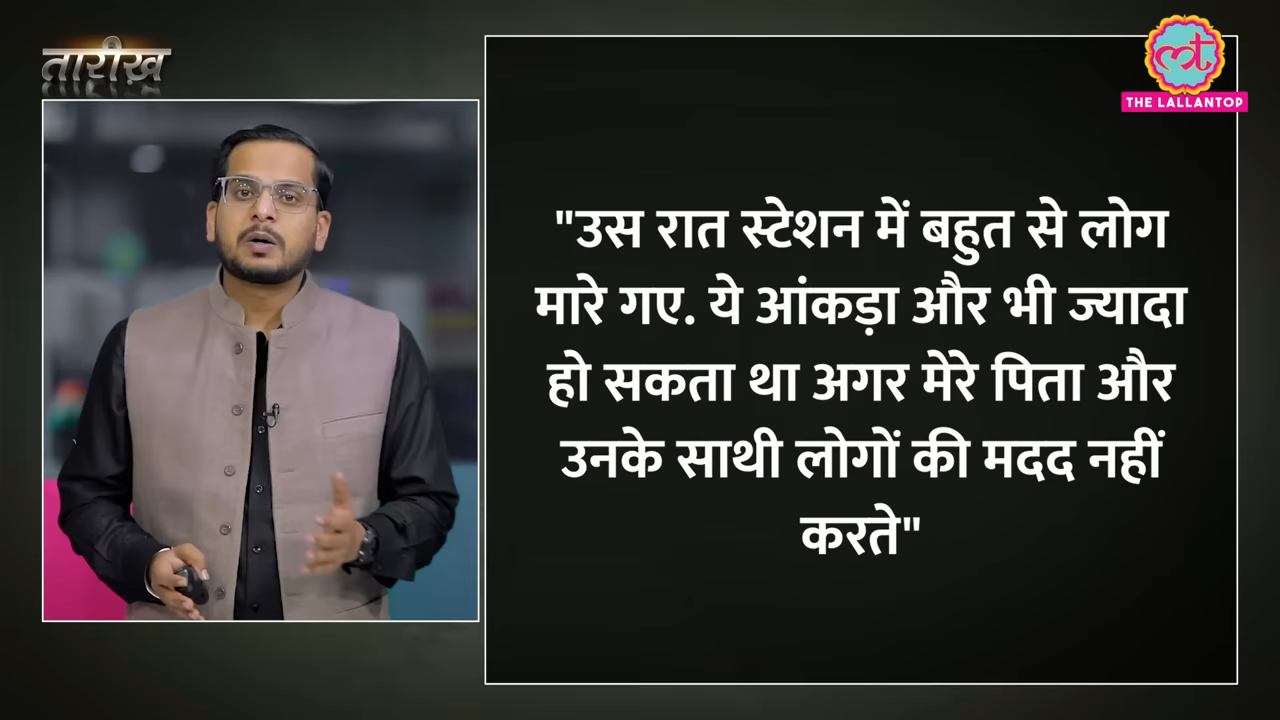 तारीख़
THE LALLANTOP
"उस रात स्टेशन में बहुत से लोग
मारे गए. ये आंकड़ा और भी ज्यादा
हो सकता था अगर मेरे पिता और
उनके साथी लोगों की मदद नहीं
करते"